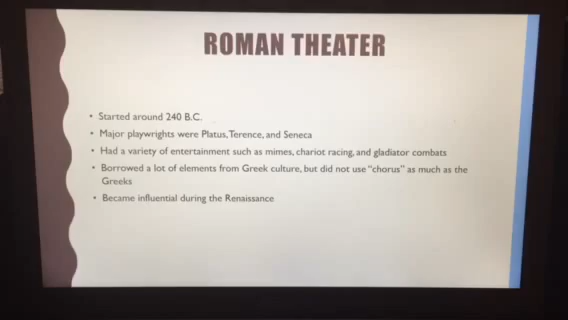 ROMAN THEATER
• Started around 240 B.C.
• Major playwrights were Platus, Terence, and Seneca
• Had a variety of entertainment such as mimes, chariot racing, and gladiator combats
• Borrowed a lot of elements from Greek culture, but did not use "chorus" as much as the
Greeks
• Became influential during the Renaissance